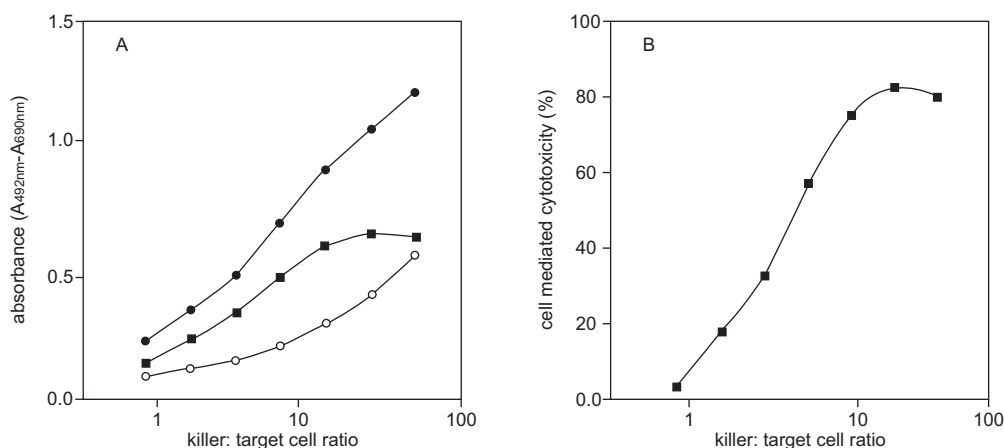 A
1.5
1.0
0.5
0.0
absorbance (A492nm-A690nm)
1 10 100
killer: target cell ratio
B
100
80
60
40
20
0
cell mediated cytotoxicity (%)
1 10 100
killer: target cell ratio